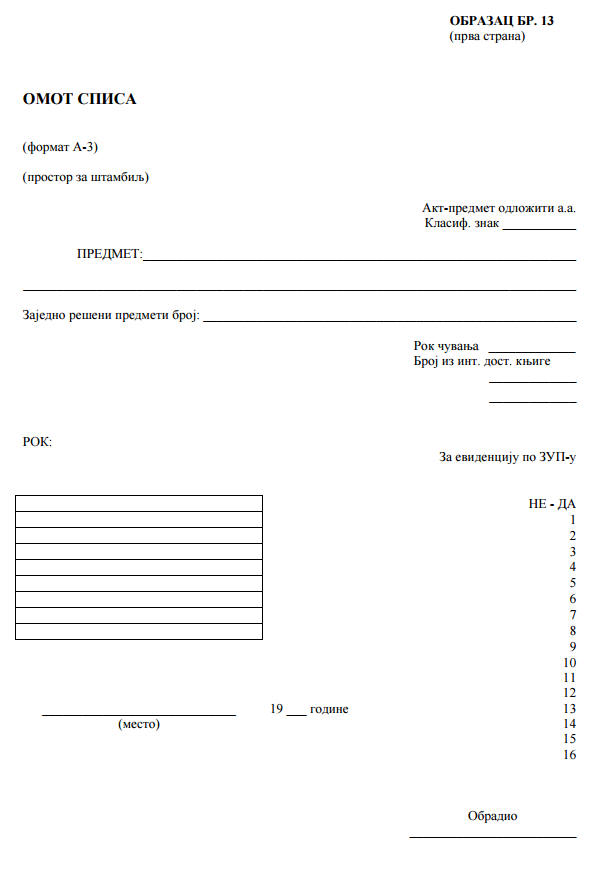 ОБРАЗАЦ БР. 13
(прва страна)
ОМОТ СПИСА
(формат А-3)
(простор за штамбиљ)
Акт-предмет одложити а.а.
Класиф. знак ___________
ПРЕДМЕТ:
Заједно решени предмети број:
Рок чувања
Број из инт. дост. књиге
РОК:
За евиденцију по ЗУП-у
НЕ - ДА
1
2
3
4
5
6
7
8
9
10
11
12
13
14
15
16
19 ___ године
(место)
Обрадио